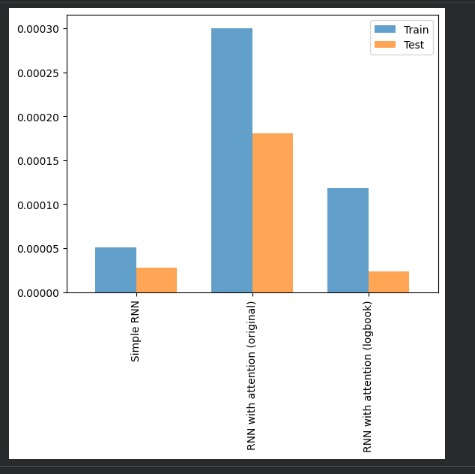 0.00030
0.00025
0.00020
0.00015
0.00010
0.00005
0.00000
Train
Test
Simple RNN
RNN with attention (original)
RNN with attention (logbook)